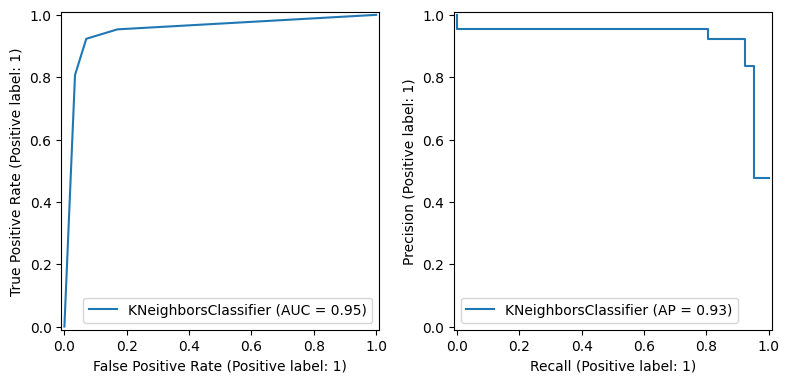 True Positive Rate (Positive label: 1)
1.0
0.8
0.6
0.4
0.2
0.0
KNeighborsClassifier (AUC = 0.95)
0.0 0.2 0.4 0.6 0.8 1.0
False Positive Rate (Positive label: 1)
Precision (Positive label: 1)
1.0
0.8
0.6
0.4
0.2
0.0
KNeighborsClassifier (AP = 0.93)
0.0 0.2 0.4 0.6 0.8 1.0
Recall (Positive label: 1)